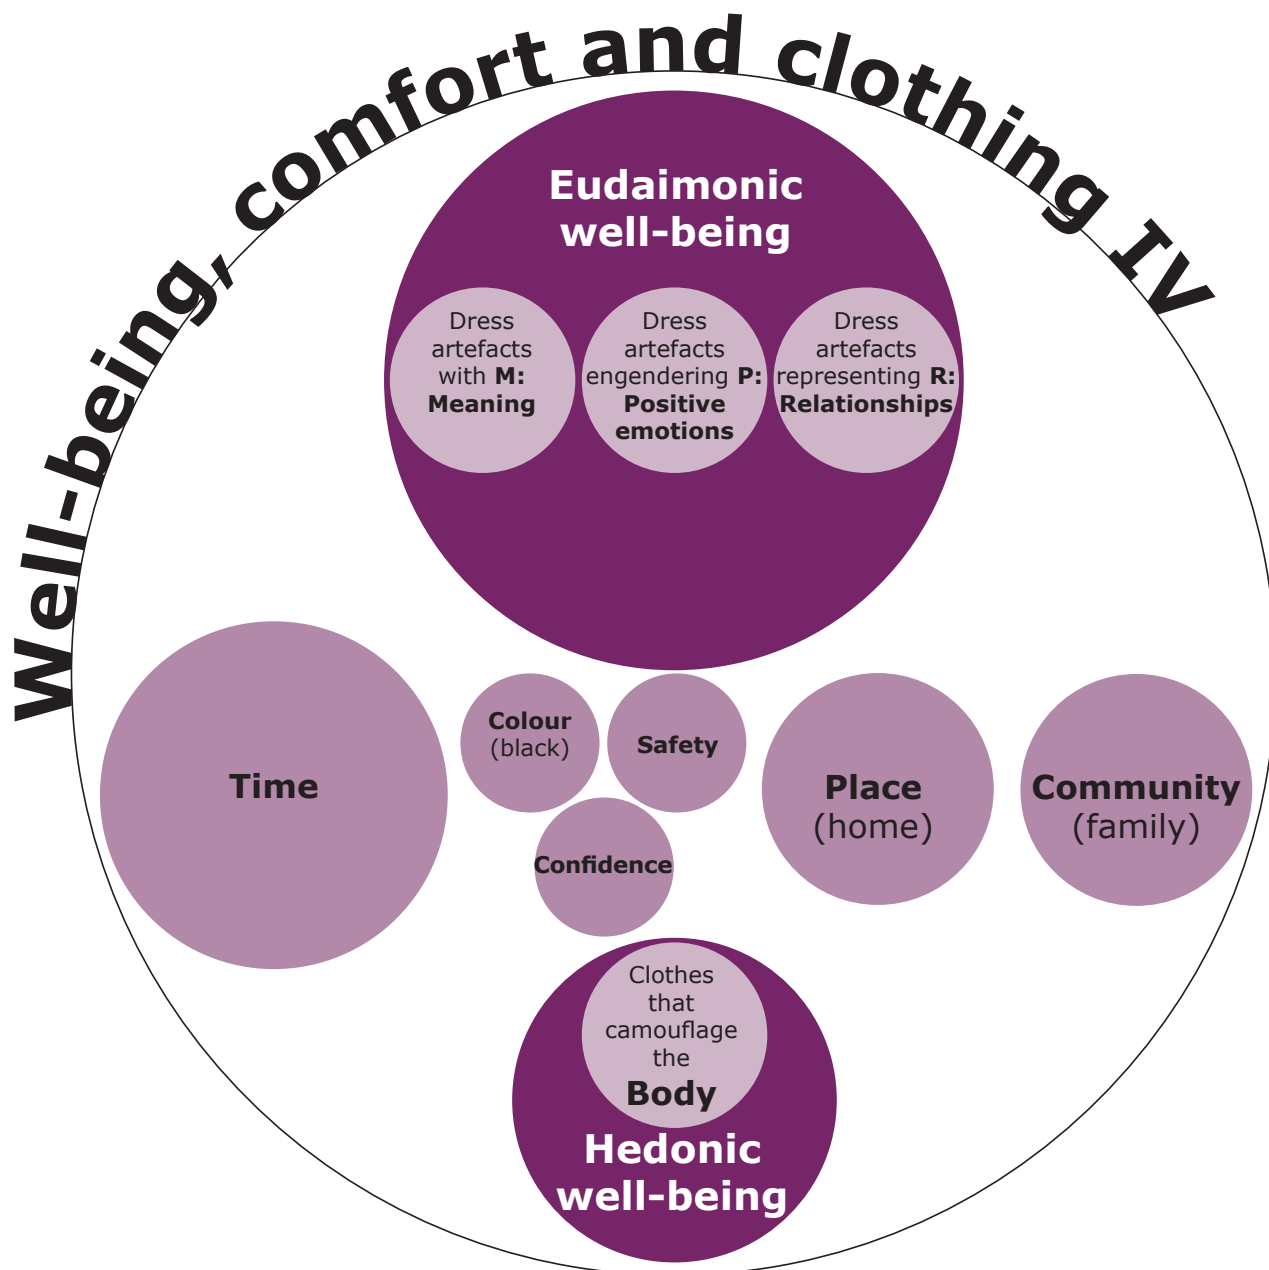 Well-being, comfort and clothing IV
Eudaimonic
well-being
Dress
artefacts
with M:
Meaning
Dress
artefacts
engendering P:
Positive
emotions
Dress
artefacts
representing R:
Relationships
Time
Colour
(black)
Safety
Confidence
Place
(home)
Community
(family)
Clothes
that
camouflage
the
Body
Hedonic
well-being